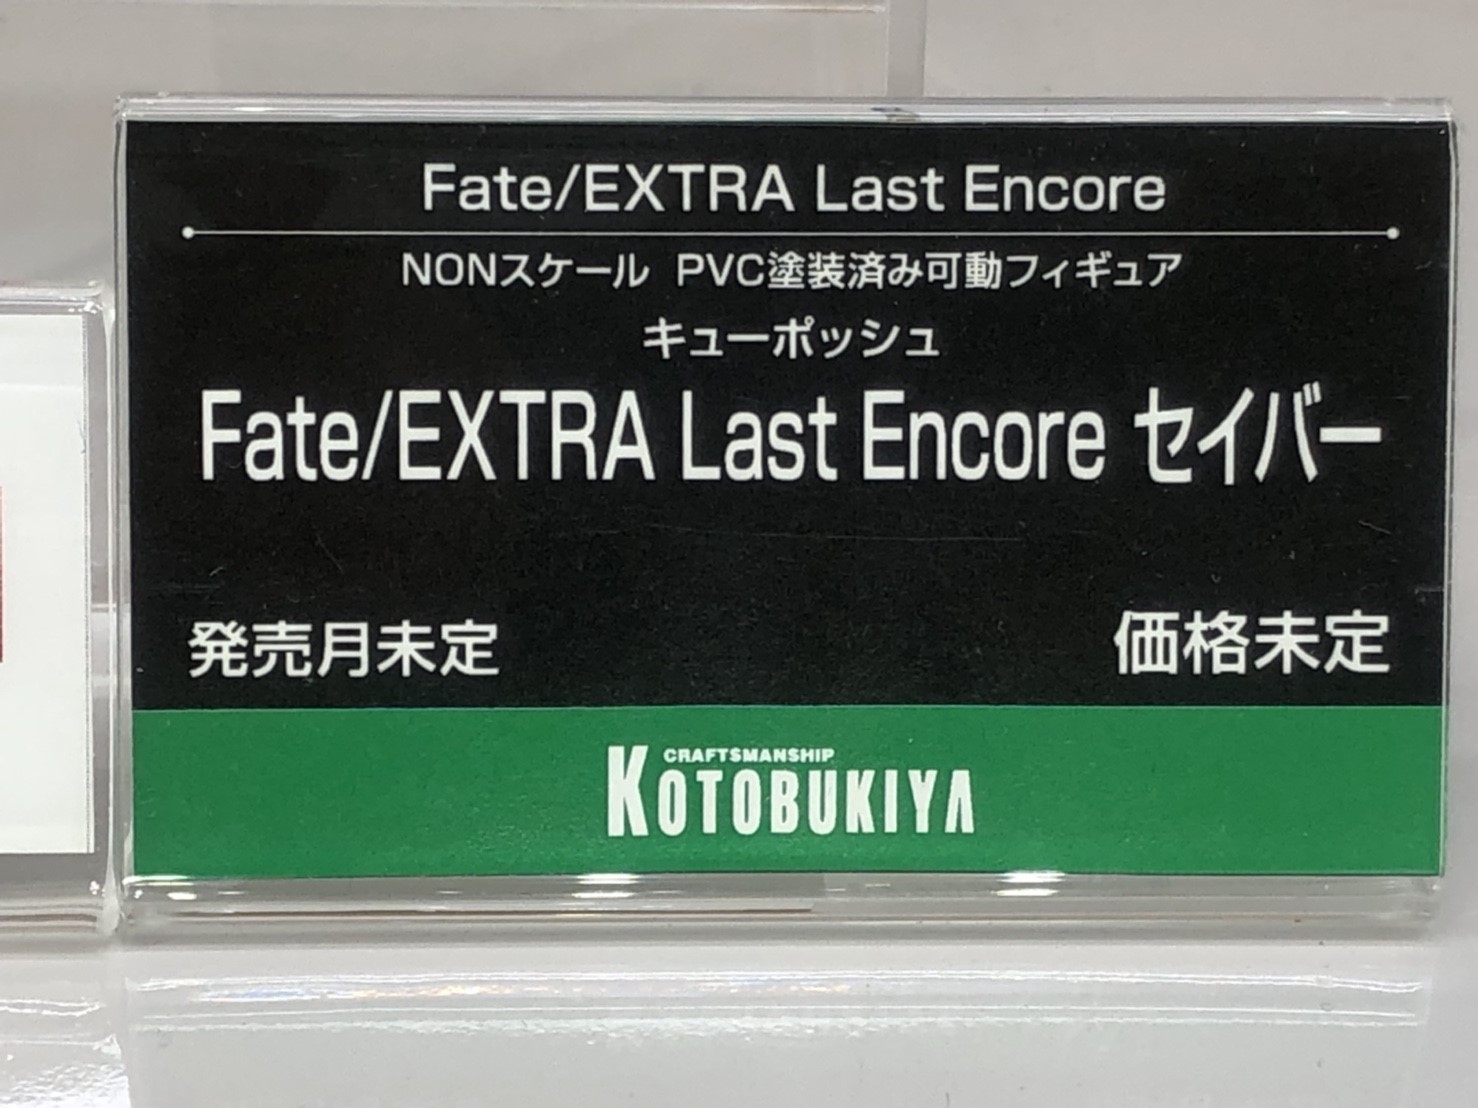 Fate/EXTRA Last Encore
NONスケール PVC塗装済み可動フィギュア
キューポッシュ
Fate/EXTRA Last Encore セイバー
発売月未定 価格未定
CRAFTSMANSHIP
KOTOBUKIYA